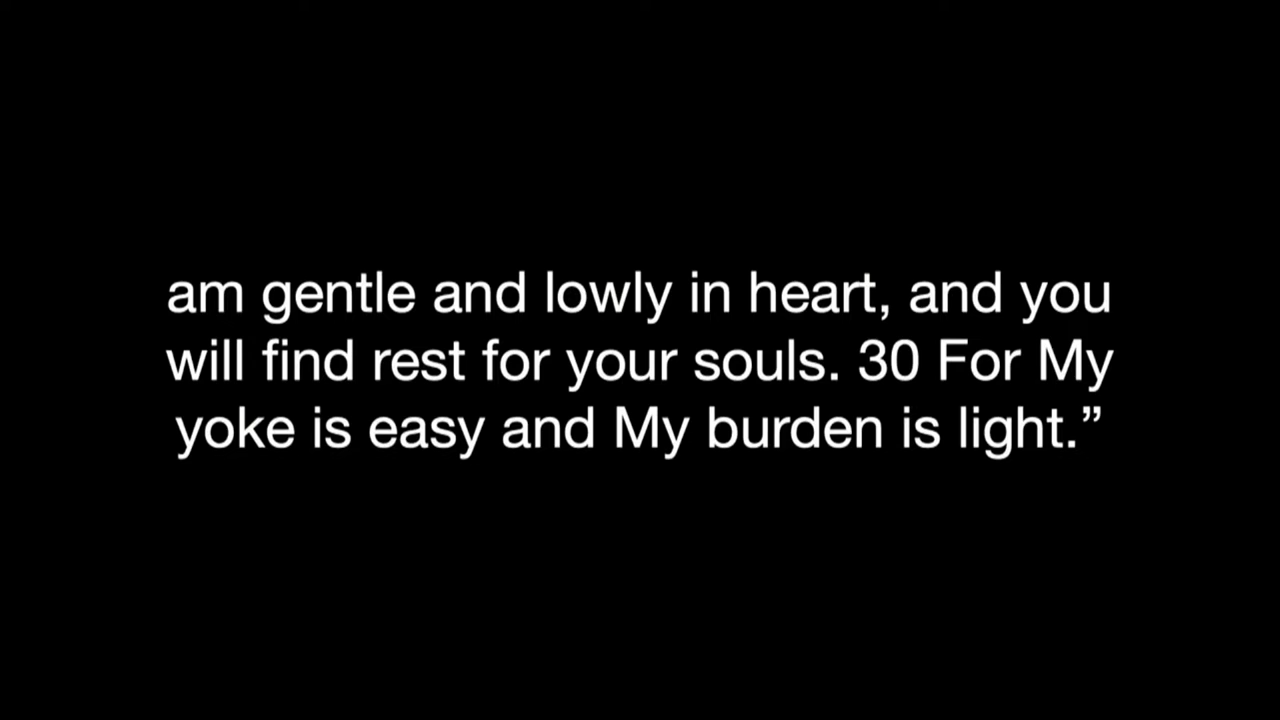 am gentle and lowly in heart, and you
will find rest for your souls. 30 For My
yoke is easy and My burden is light.”